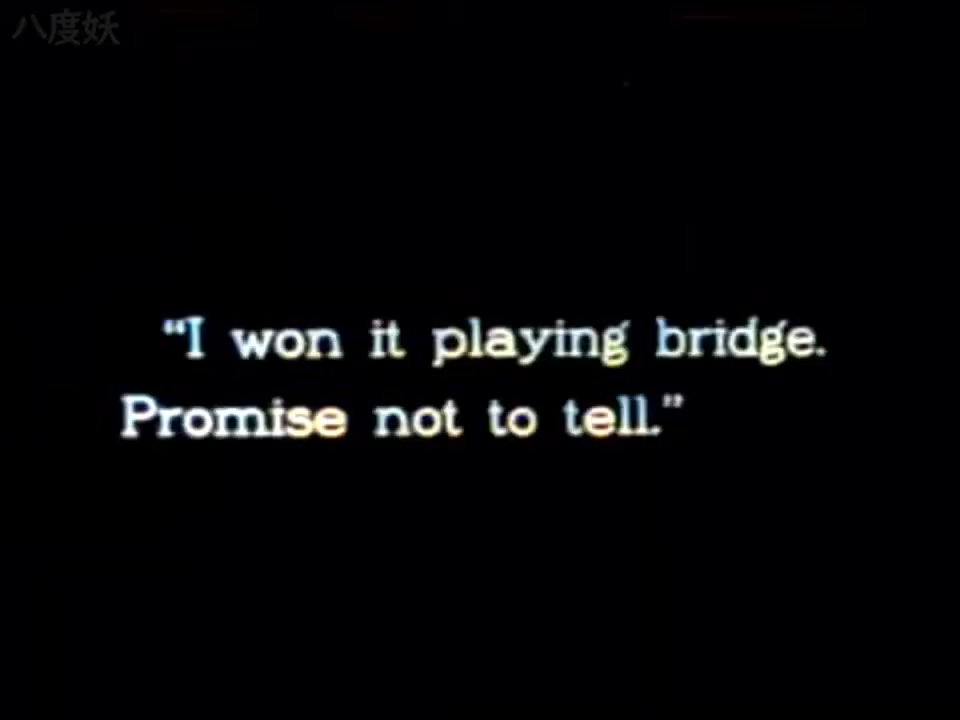 八度妖
“I won it playing bridge.
Promise not to tell.”